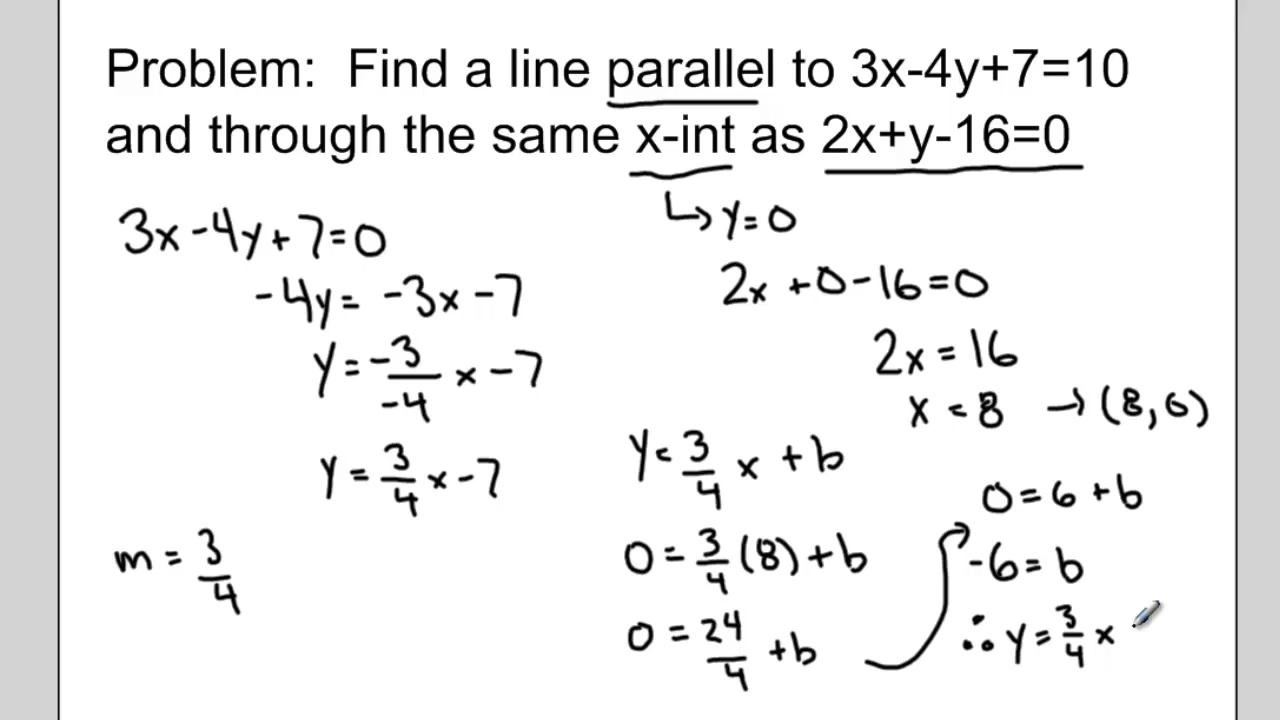 Problem: Find a line parallel to 3x-4y+7=10
and through the same x-int as 2x+y-16=0
3x-4y+7=0
-4y= -3x-7
y=-3/-4 x-7
y=3/4 x-7
m=3/4
↳y=0
2x+0-16=0
2x=16
x=8 →(8,0)
y=3/4 x+b
0=3/4(8)+b
0=24/4+b
0=6+b
-6=b
∴y=3/4 x